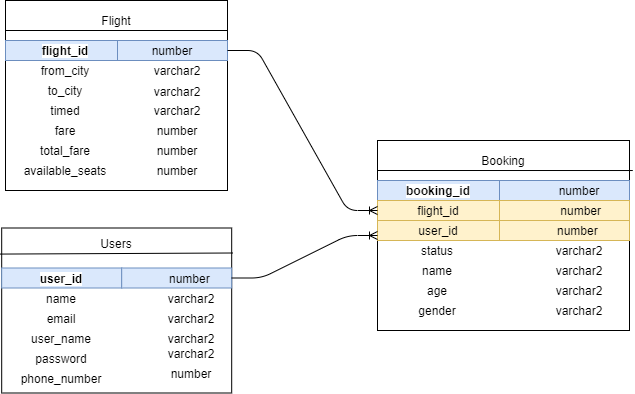 Flight
flight_id number
from_city varchar2
to_city varchar2
timed varchar2
fare number
total_fare number
available_seats number
Users
user_id number
name varchar2
email varchar2
user_name varchar2
password varchar2
phone_number number
Booking
booking_id number
flight_id number
user_id number
status varchar2
name varchar2
age varchar2
gender varchar2